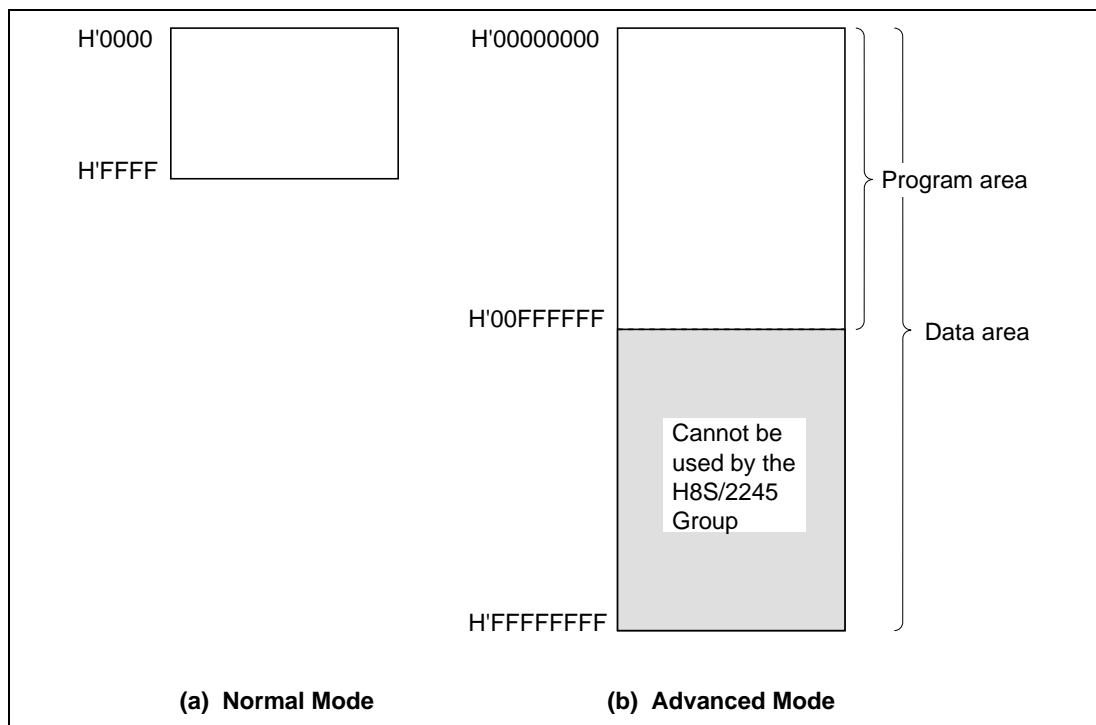 H'0000
H'FFFF
(a) Normal Mode
H'00000000
H'00FFFFFF
H'FFFFFFFF
Program area
Data area
Cannot be
used by the
H8S/2245
Group
(b) Advanced Mode